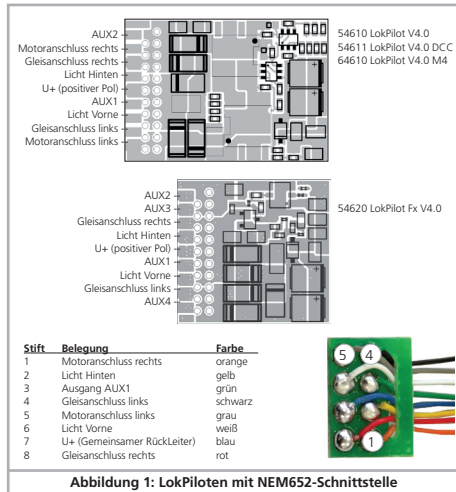 AUX2
Motoranschluss rechts
Gleisanschluss rechts
Licht Hinten
U+ (positiver Pol)
AUX1
Licht Vorne
Gleisanschluss links
Motoranschluss links
54610 LokPilot V4.0
54611 LokPilot V4.0 DCC
64610 LokPilot V4.0 M4
AUX2
AUX3
Gleisanschluss rechts
Licht Hinten
U+ (positiver Pol)
AUX1
Licht Vorne
Gleisanschluss links
AUX4
54620 LokPilot Fx V4.0
Stift Belegung Farbe
1 Motoranschluss rechts orange
2 Licht Hinten gelb
3 Ausgang AUX1 grün
4 Gleisanschluss links schwarz
5 Motoranschluss links grau
6 Licht Vorne weiß
7 U+ (Gemeinsamer RückLeiter) blau
8 Gleisanschluss rechts rot
5 4
1
Abbildung 1: LokPiloten mit NEM652-Schnittstelle